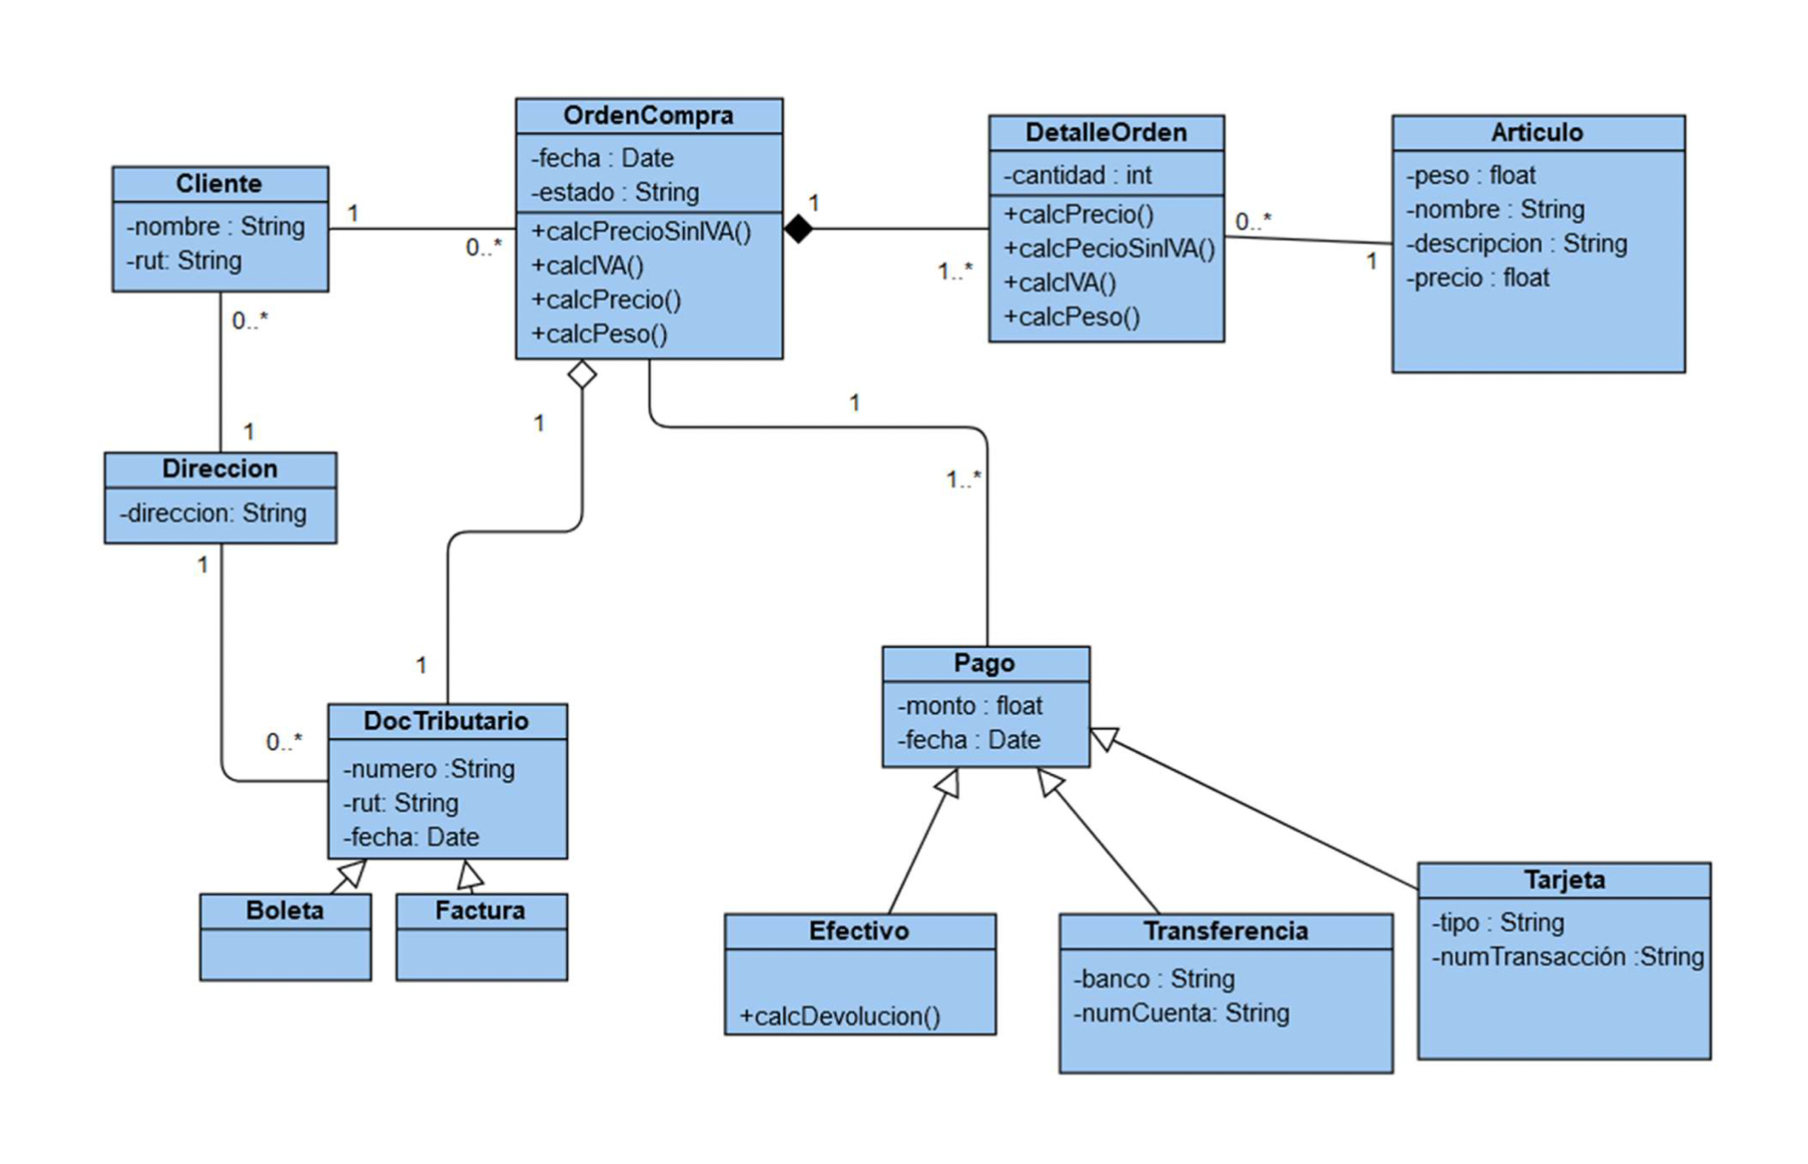 OrdenCompra
-fecha : Date
-estado : String
+calcPrecioSinIVA()
+calcIVA()
+calcPrecio()
+calcPeso()
DetalleOrden
-cantidad : int
+calcPrecio()
+calcPecioSinIVA()
+calcIVA()
+calcPeso()
Articulo
-peso : float
-nombre : String
-descripcion : String
-precio : float
Cliente
-nombre : String
-rut: String
1
0..*
1
1..*
0..*
1
0..*
1
Direccion
-direccion: String
1
0..*
1
1
1
1..*
DocTributario
-numero :String
-rut: String
-fecha: Date
Boleta
Factura
Pago
-monto : float
-fecha : Date
Efectivo
+calcDevolucion()
Transferencia
-banco : String
-numCuenta: String
Tarjeta
-tipo : String
-numTransacción :String